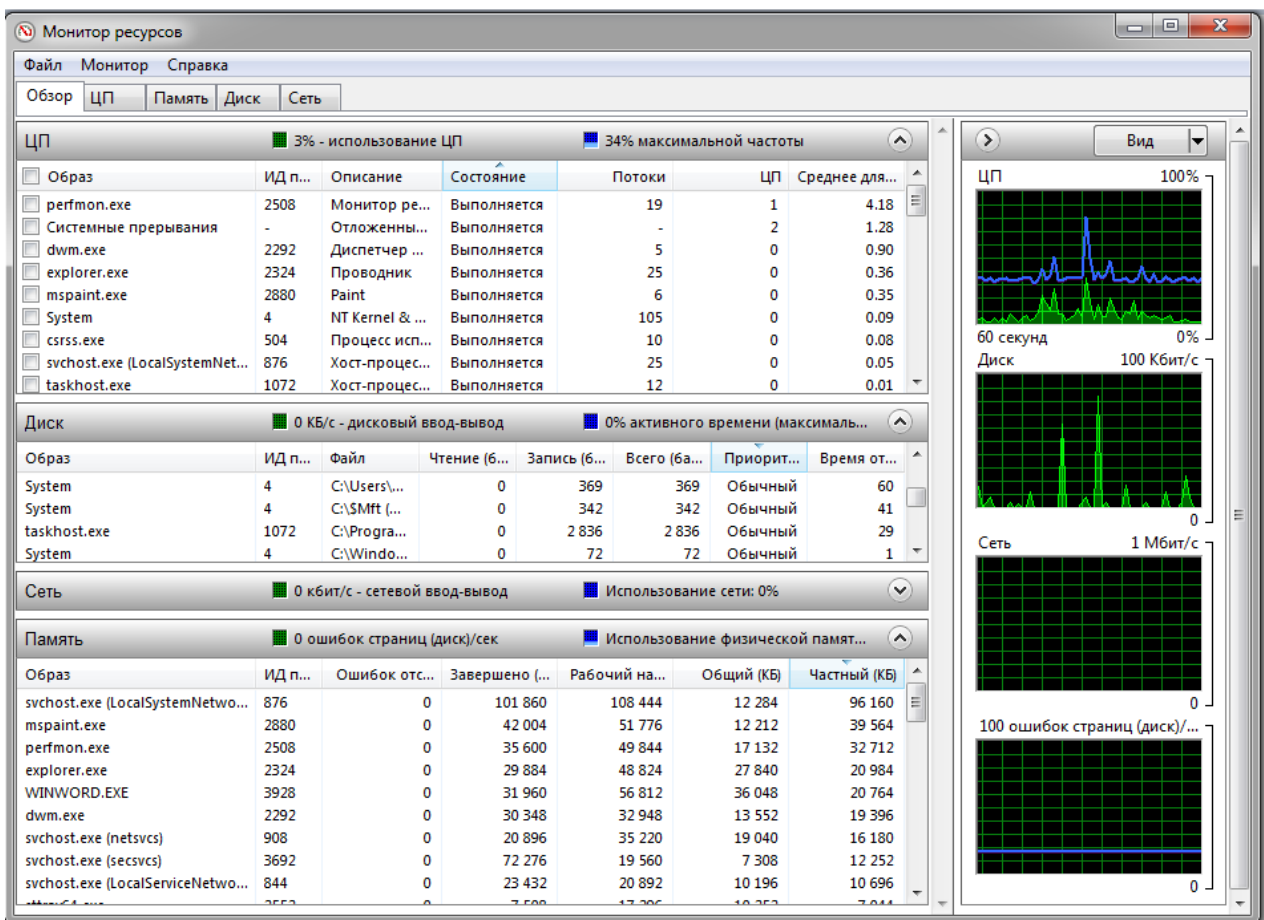 Монитор ресурсов
Файл Монитор Справка
Обзор ЦП Память Диск Сеть
ЦП 3% - использование ЦП 34% максимальной частоты
Образ ИД п... Описание Состояние Потоки ЦП Среднее для...
perfmon.exe 2508 Монитор ре... Выполняется 19 1 4.18
Системные прерывания - Отложенны... Выполняется - 2 1.28
dwm.exe 2292 Диспетчер ... Выполняется 5 0 0.90
explorer.exe 2324 Проводник Выполняется 25 0 0.36
mspaint.exe 2880 Paint Выполняется 6 0 0.35
System 4 NT Kernel & ... Выполняется 105 0 0.09
csrss.exe 504 Процесс исп... Выполняется 10 0 0.08
svchost.exe (LocalSystemNet... 876 Хост-процес... Выполняется 25 0 0.05
taskhost.exe 1072 Хост-процес... Выполняется 12 0 0.01
Диск 0 КБ/с - дисковый ввод-вывод 0% активного времени (максималь...
Образ ИД п... Файл Чтение (б... Запись (б... Всего (ба... Приорит... Время от...
System 4 C:\Users\... 0 369 369 Обычный 60
System 4 C:\$Mft (... 0 342 342 Обычный 41
taskhost.exe 1072 C:\Progra... 0 2 836 2 836 Обычный 29
System 4 C:\Windo... 0 72 72 Обычный 1
Сеть 0 кбит/с - сетевой ввод-вывод Использование сети: 0%
Память 0 ошибок страниц (диск)/сек Использование физической памят...
Образ ИД п... Ошибок отс... Завершено (... Рабочий на... Общий (КБ) Частный (КБ)
svchost.exe (LocalSystemNetwo... 876 0 101 860 108 444 12 284 96 160
mspaint.exe 2880 0 42 004 51 776 12 212 39 564
perfmon.exe 2508 0 35 600 49 844 17 132 32 712
explorer.exe 2324 0 29 884 48 824 27 840 20 984
WINWORD.EXE 3928 0 31 960 56 812 36 048 20 764
dwm.exe 2292 0 30 348 32 948 13 552 19 396
svchost.exe (netsvcs) 908 0 20 896 35 220 19 040 16 180
svchost.exe (secsvcs) 3692 0 72 276 19 560 7 308 12 252
svchost.exe (LocalServiceNetwo... 844 0 23 432 20 892 10 196 10 696
Вид
ЦП 100%
60 секунд 0%
Диск 100 Кбит/с
0
Сеть 1 Мбит/с
0
100 ошибок страниц (диск)/...
0